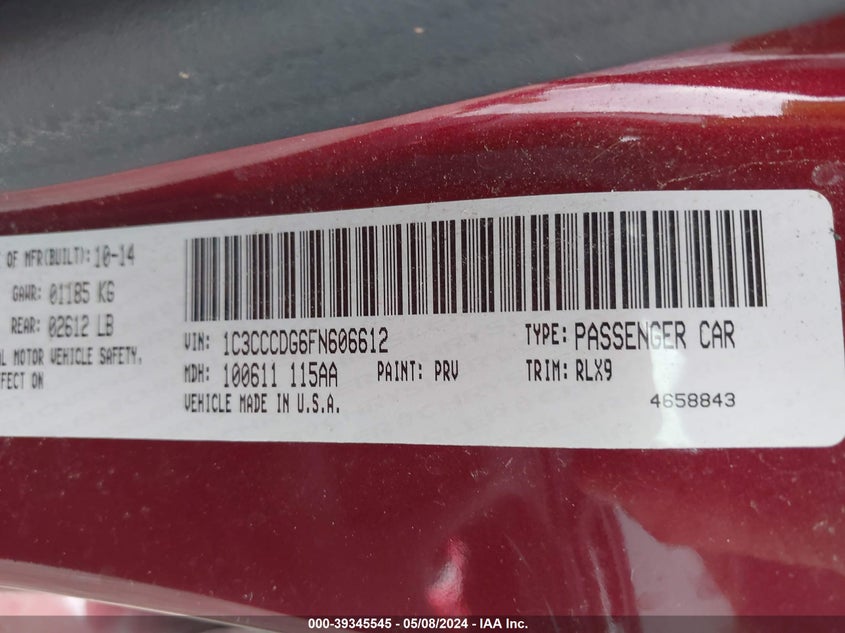 OF MFR(BUILT): 10-14
GAWR: 01185 KG
REAR: 02612 LB
MOTOR VEHICLE SAFETY,
ON
VIN: 1C3CCCDG6FN606612
TYPE: PASSENGER CAR
MDH: 100611 115AA
PAINT: PRV
TRIM: RLX9
VEHICLE MADE IN U.S.A.
4658843
000-39345545 - 05/08/2024 - IAA Inc.